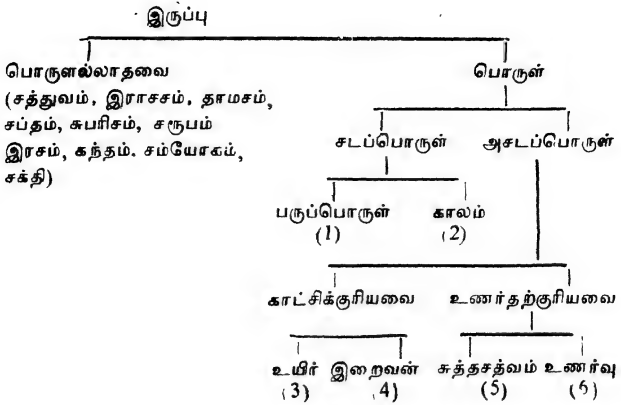 இருப்பு
பொருளல்லாதவை
(சத்துவம், இராசசம், தாமசம்,
சப்தம், சுபரிசம், சரூபம்
இரசம், கந்தம். சம்யோகம்,
சக்தி)
பொருள்
சடப்பொருள் அசடப்பொருள்
பருப்பொருள் காலம்
(1) (2)
காட்சிக்குரியவை உணர்தற்குரியவை
உயிர் இறைவன் சுத்தசத்வம் உணர்வு
(3) (4) (5) (6)